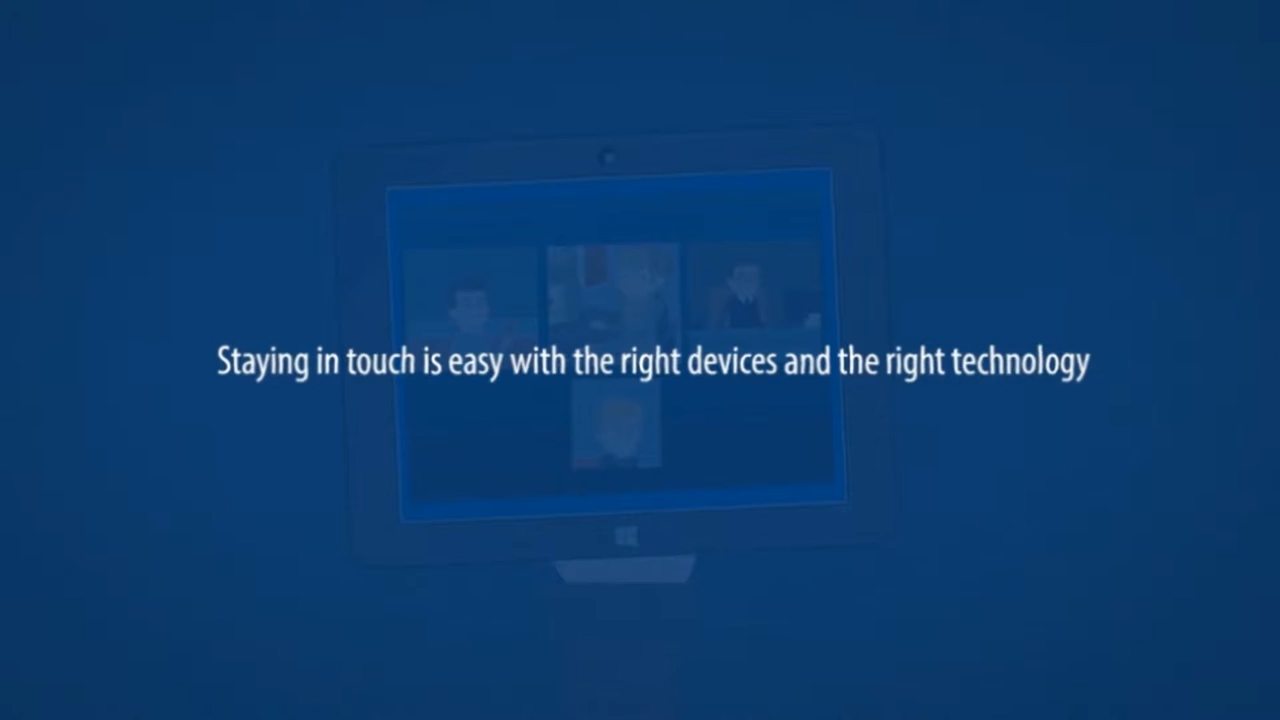 Staying in touch is easy with the right devices and the right technology